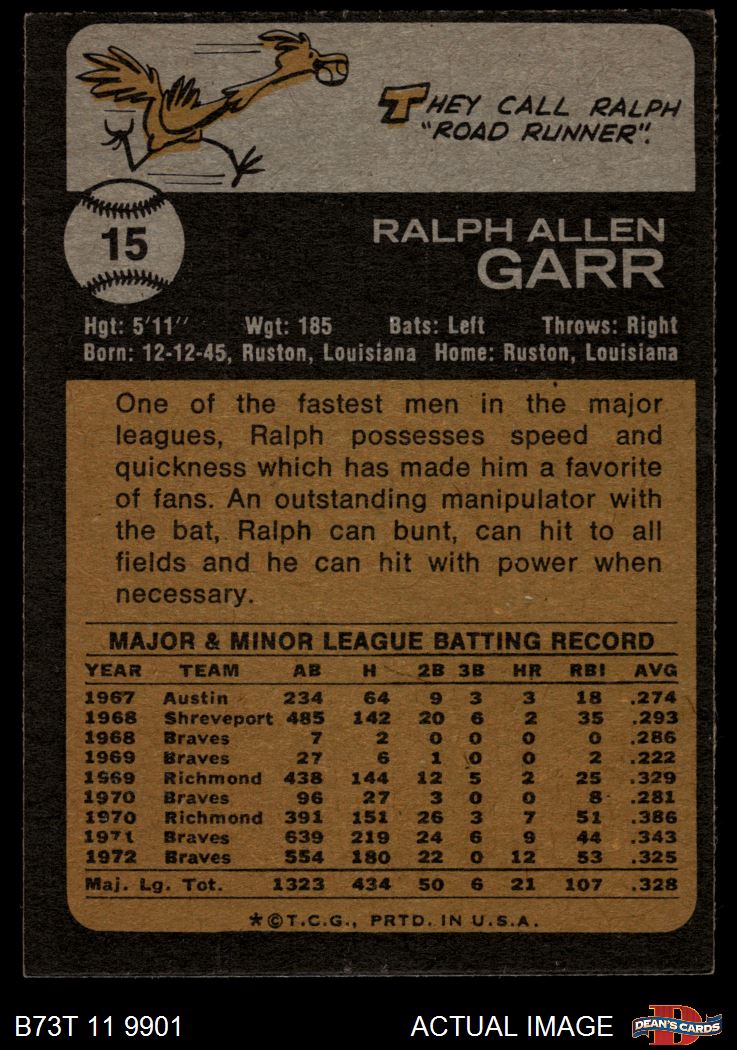 THEY CALL RALPH
"ROAD RUNNER".
15
RALPH ALLEN
GARR
Hgt: 5'11" Wgt: 185 Bats: Left Throws: Right
Born: 12-12-45, Ruston, Louisiana Home: Ruston, Louisiana
One of the fastest men in the major
leagues, Ralph possesses speed and
quickness which has made him a favorite
of fans. An outstanding manipulator with
the bat, Ralph can bunt, can hit to all
fields and he can hit with power when
necessary.
MAJOR & MINOR LEAGUE BATTING RECORD
YEAR TEAM AB H 2B 3B HR RBI AVG
1967 Austin 234 64 9 3 3 18 .274
1968 Shreveport 485 142 20 6 2 35 .293
1968 Braves 7 2 0 0 0 0 .286
1969 Braves 27 6 1 0 0 2 .222
1969 Richmond 438 144 12 5 2 25 .329
1970 Braves 96 27 3 0 0 8 .281
1970 Richmond 391 151 26 3 7 51 .386
1971 Braves 639 219 24 6 9 44 .343
1972 Braves 554 180 22 0 12 53 .325
Maj. Lg. Tot. 1323 434 50 6 21 107 .328
*©T.C.G., PRTD. IN U.S.A.
B73T 11 9901 ACTUAL IMAGE DEAN'S CARDS